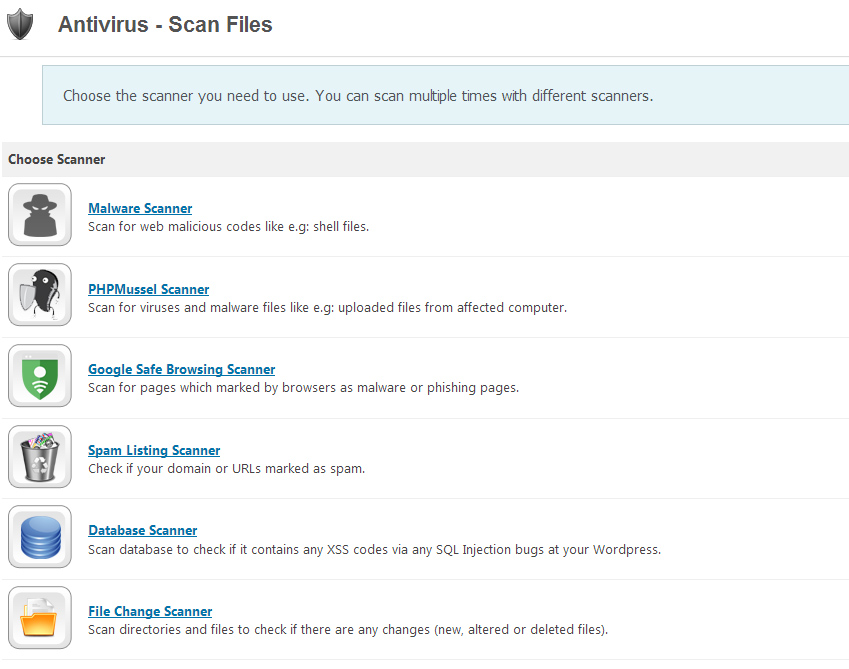 Antivirus - Scan Files
Choose the scanner you need to use. You can scan multiple times with different scanners.
Choose Scanner
Malware Scanner
Scan for web malicious codes like e.g: shell files.
PHPMussel Scanner
Scan for viruses and malware files like e.g: uploaded files from affected computer.
Google Safe Browsing Scanner
Scan for pages which marked by browsers as malware or phishing pages.
Spam Listing Scanner
Check if your domain or URLs marked as spam.
Database Scanner
Scan database to check if it contains any XSS codes via any SQL Injection bugs at your Wordpress.
File Change Scanner
Scan directories and files to check if there are any changes (new, altered or deleted files).